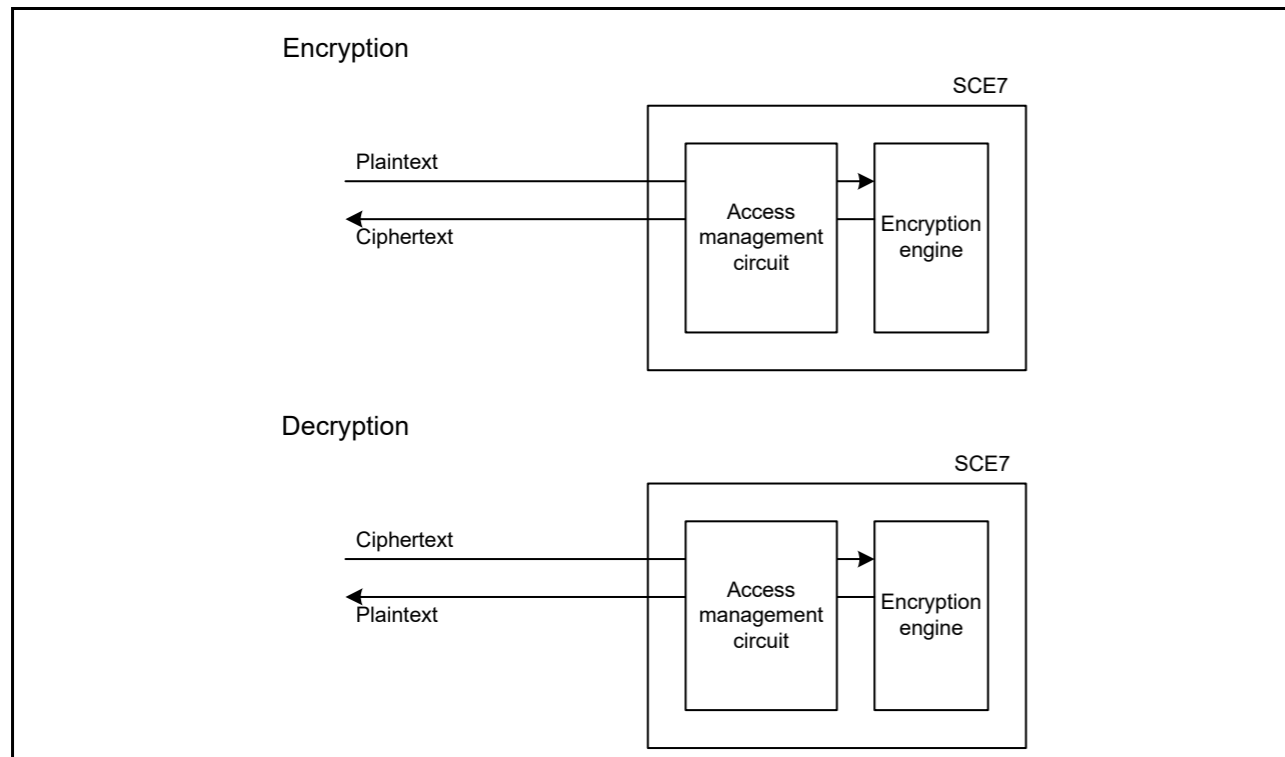 Encryption
SCE7
Plaintext
Ciphertext
Access
management
circuit
Encryption
engine
Decryption
SCE7
Ciphertext
Plaintext
Access
management
circuit
Encryption
engine